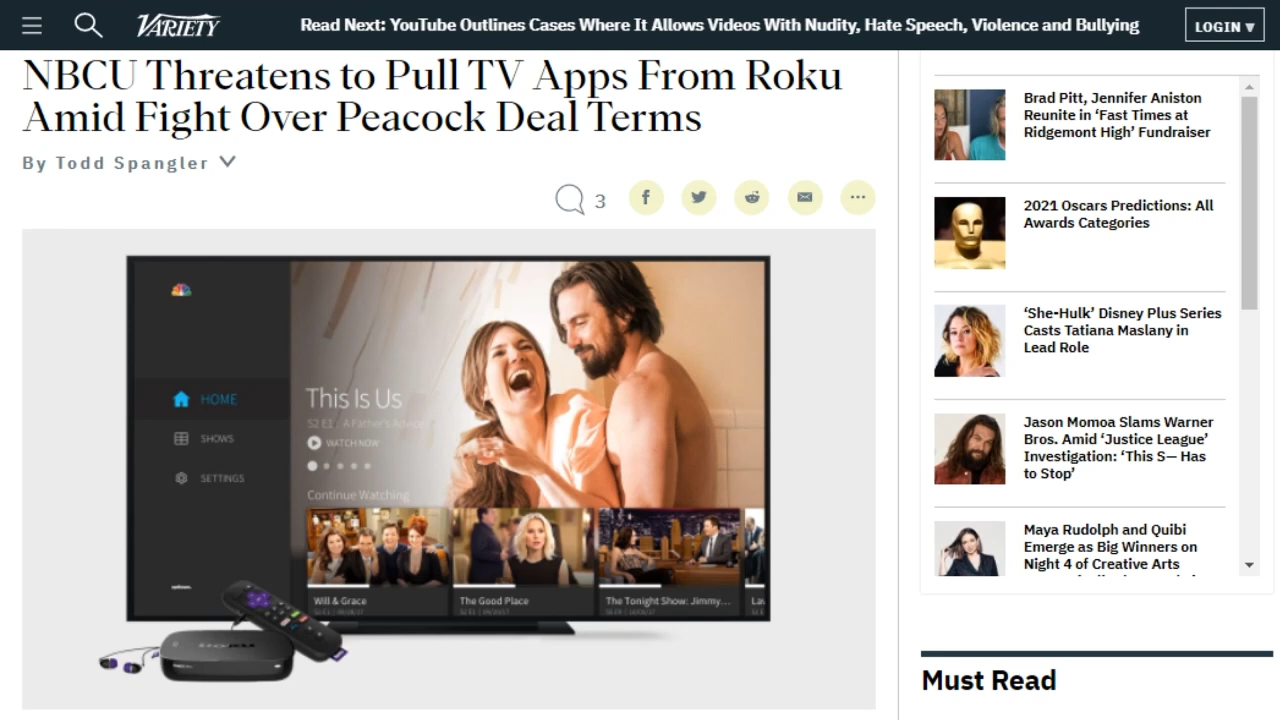 VARIETY
Read Next: YouTube Outlines Cases Where It Allows Videos With Nudity, Hate Speech, Violence and Bullying
LOGIN ▼
NBCU Threatens to Pull TV Apps From Roku
Amid Fight Over Peacock Deal Terms
By Todd Spangler
3
HOME
SHOWS
SETTINGS
This Is Us
S2 E1 | A Father's Advice
WATCH NOW
Continue Watching
Will & Grace
The Good Place
The Tonight Show: Jimmy...
ROKU
Brad Pitt, Jennifer Aniston
Reunite in ‘Fast Times at
Ridgemont High’ Fundraiser
2021 Oscars Predictions: All
Awards Categories
‘She-Hulk’ Disney Plus Series
Casts Tatiana Maslany in
Lead Role
Jason Momoa Slams Warner
Bros. Amid ‘Justice League’
Investigation: ‘This S— Has
to Stop’
Maya Rudolph and Quibi
Emerge as Big Winners on
Night 4 of Creative Arts
Must Read